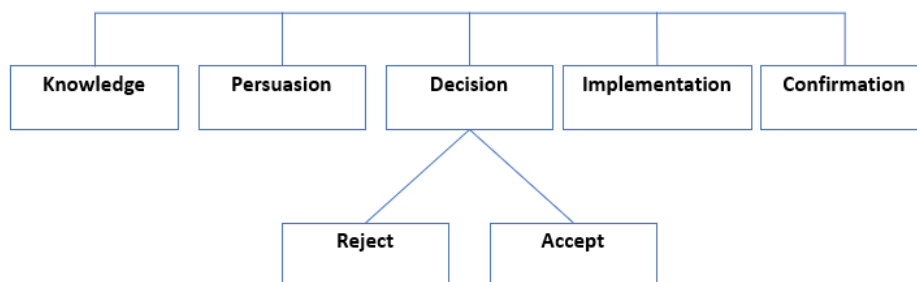 Knowledge
Persuasion
Decision
Implementation
Confirmation
Reject
Accept